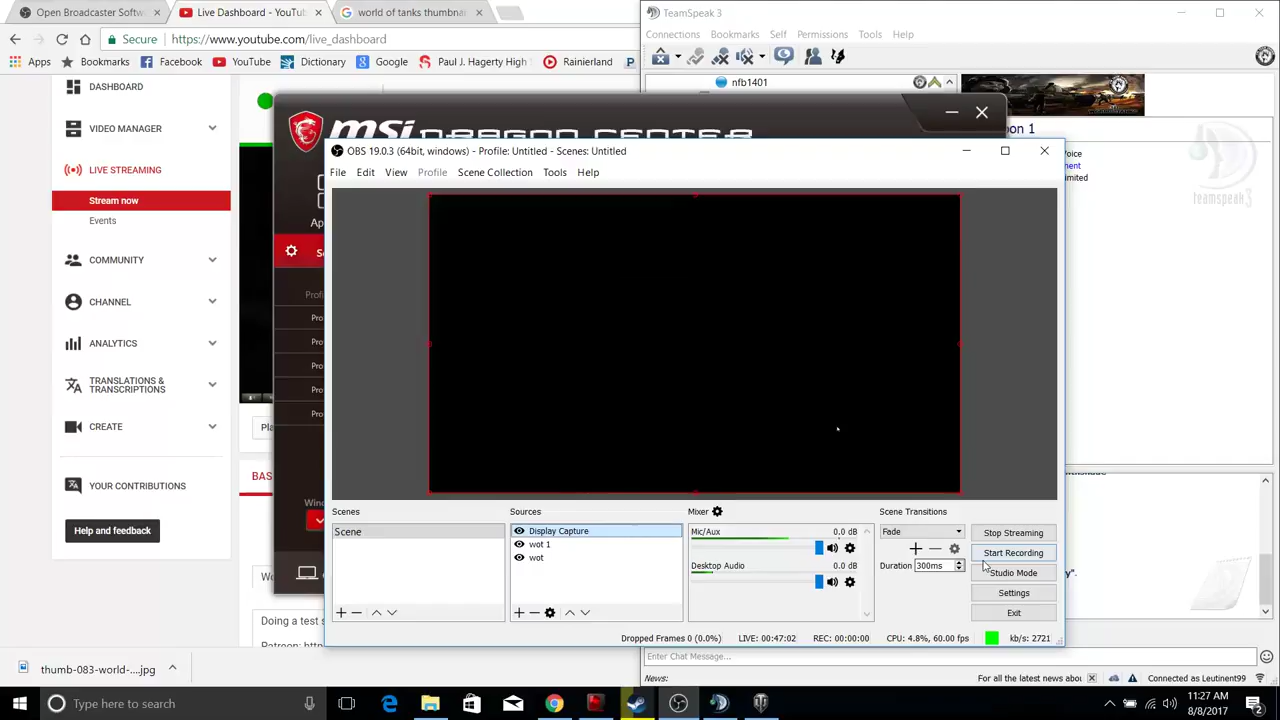 Open Broadcaster Softw
Live Dashboard - YouTu
world of tanks thumbna
TeamSpeak 3
Secure
https://www.youtube.com/live_dashboard
Connections Bookmarks Self Permissions Tools Help
Apps Bookmarks Facebook YouTube Dictionary Google Paul J. Hagerty High Rainierland
nfb1401
DASHBOARD
VIDEO MANAGER
LIVE STREAMING
Stream now
Events
COMMUNITY
CHANNEL
ANALYTICS
TRANSLATIONS &
TRANSCRIPTIONS
CREATE
YOUR CONTRIBUTIONS
Help and feedback
BAS
Doing a test s
msi DRAGON CENTER
OBS 19.0.3 (64bit, windows) - Profile: Untitled - Scenes: Untitled
File Edit View Profile Scene Collection Tools Help
teamspeak3
Scenes
Scene
Sources
Display Capture
wot 1
wot
Mixer
Mic/Aux 0.0 dB
Desktop Audio 0.0 dB
Scene Transitions
Fade
Duration 300ms
Stop Streaming
Start Recording
Studio Mode
Settings
Exit
Dropped Frames 0 (0.0%) LIVE: 00:47:02 REC: 00:00:00 CPU: 4.8%, 60.00 fps kb/s: 2721
Enter Chat Message...
News: For all the latest news abou Connected as Leutinent99
thumb-083-world-....jpg
Type here to search
11:27 AM
8/8/2017